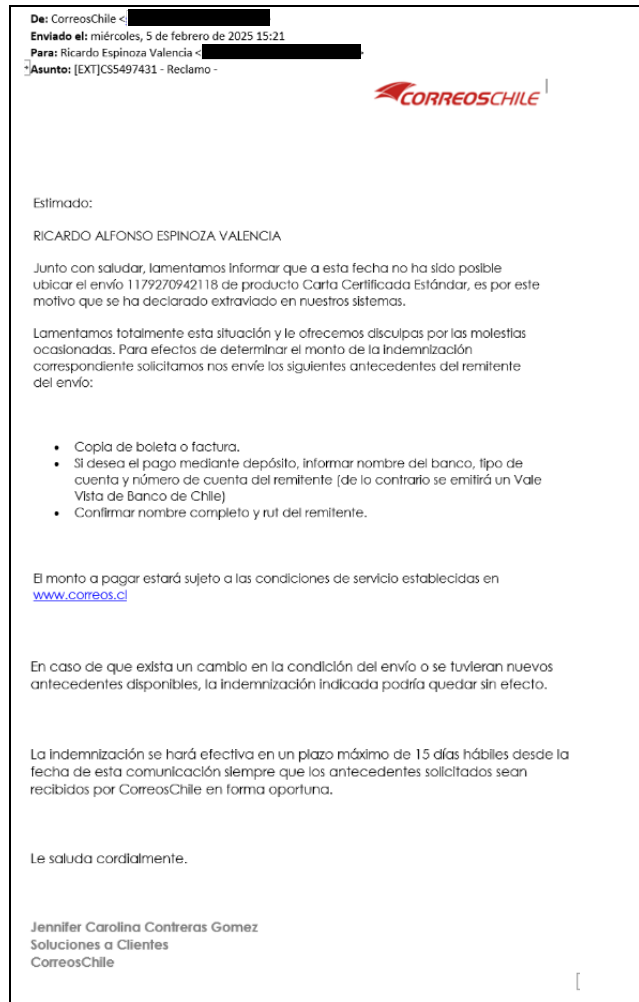 De: CorreosChile <
Enviado el: miércoles, 5 de febrero de 2025 15:21
Para: Ricardo Espinoza Valencia <
Asunto: [EXT]CS5497431 - Reclamo -
CORREOSCHILE
Estimado:
RICARDO ALFONSO ESPINOZA VALENCIA
Junto con saludar, lamentamos informar que a esta fecha no ha sido posible
ubicar el envío 1179270942118 de producto Carta Certificada Estándar, es por este
motivo que se ha declarado extraviado en nuestros sistemas.
Lamentamos totalmente esta situación y le ofrecemos disculpas por las molestias
ocasionadas. Para efectos de determinar el monto de la indemnización
correspondiente solicitamos nos envíe los siguientes antecedentes del remitente
del envío:
• Copia de boleta o factura.
• Si desea el pago mediante depósito, informar nombre del banco, tipo de
cuenta y número de cuenta del remitente (de lo contrario se emitirá un Vale
Vista de Banco de Chile)
• Confirmar nombre completo y rut del remitente.
El monto a pagar estará sujeto a las condiciones de servicio establecidas en
www.correos.cl
En caso de que exista un cambio en la condición del envío o se tuvieran nuevos
antecedentes disponibles, la indemnización indicada podría quedar sin efecto.
La indemnización se hará efectiva en un plazo máximo de 15 días hábiles desde la
fecha de esta comunicación siempre que los antecedentes solicitados sean
recibidos por CorreosChile en forma oportuna.
Le saluda cordialmente.
Jennifer Carolina Contreras Gomez
Soluciones a Clientes
CorreosChile